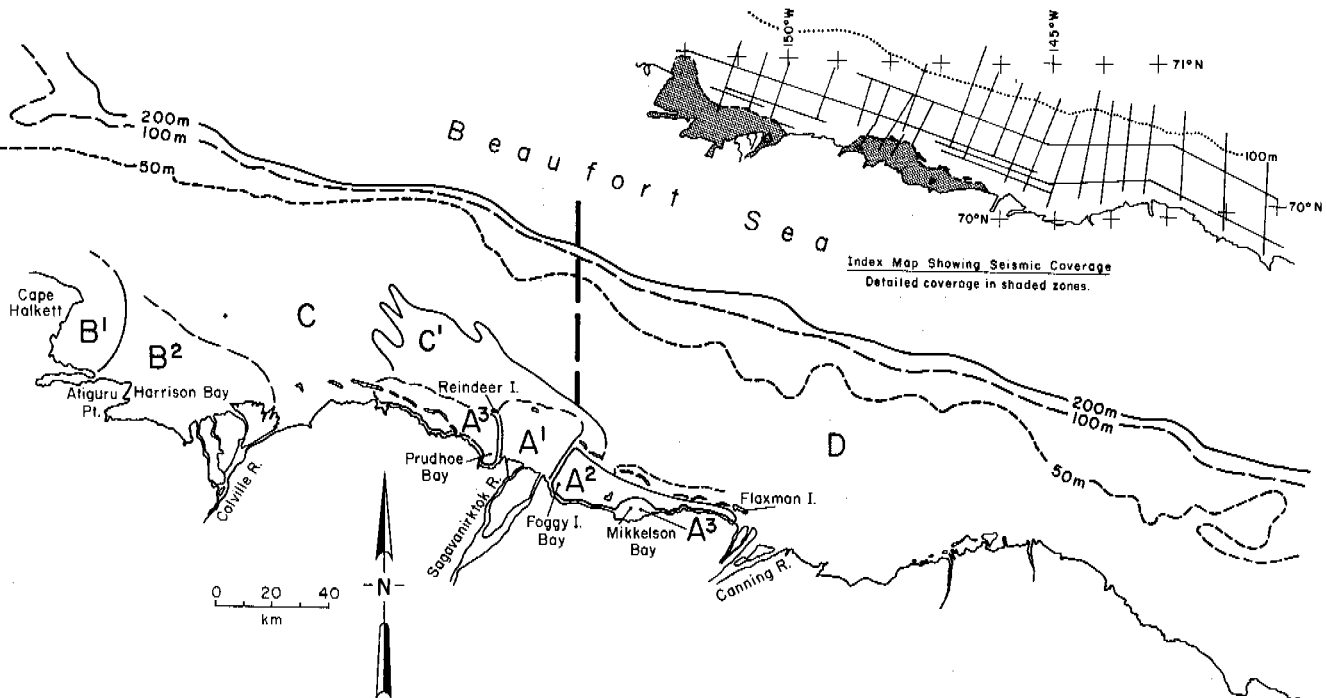 150°W
145°W
71°N
200m
100m
50m
Beaufort Sea
100m
70°N
70°N
Index Map Showing Seismic Coverage
Detailed coverage in shaded zones.
Cape
Halkett
B1
B2
C
C'
Atiguru
Pt.
Harrison Bay
Reindeer I.
A3
A1
Prudhoe
Bay
A2
D
200m
100m
50m
Flaxman I.
Colville R.
Sagavanirktok R.
Foggy I.
Bay
Mikkelson
Bay
A3
Canning R.
0 20 40
km
N